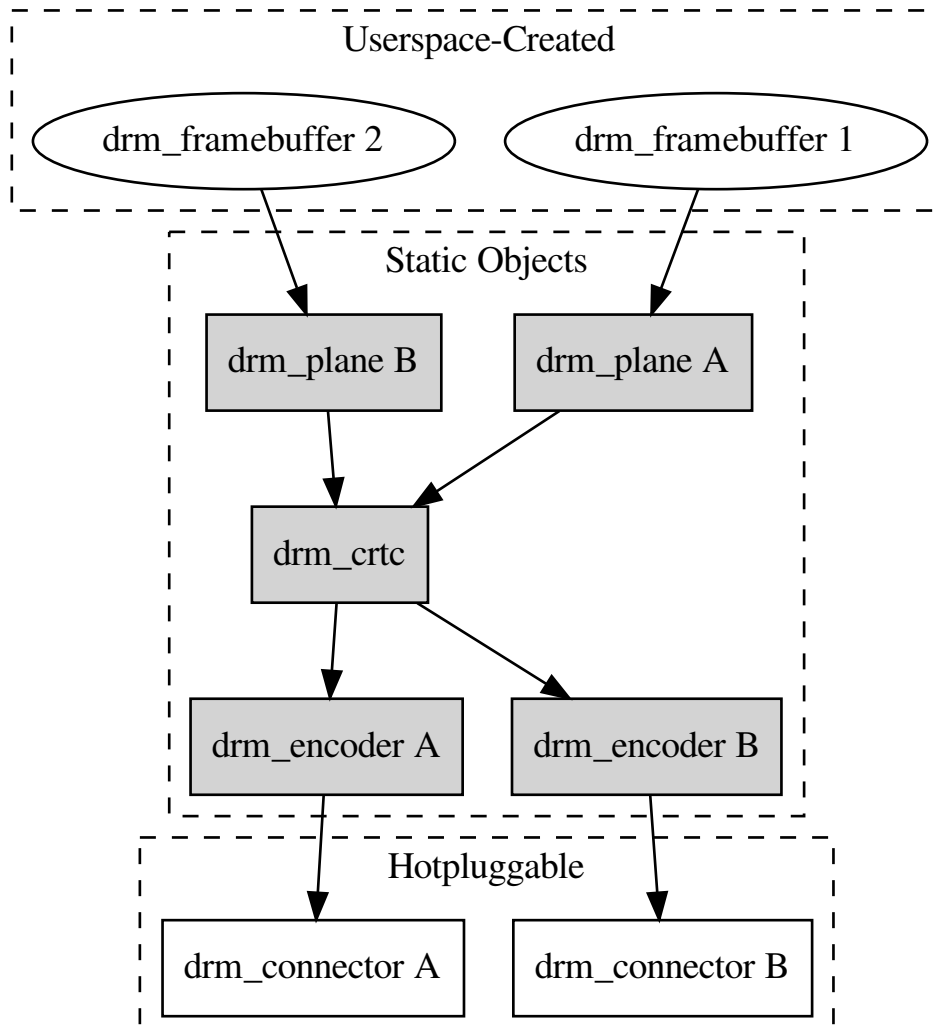 Userspace-Created
drm_framebuffer 2
drm_framebuffer 1
Static Objects
drm_plane B
drm_plane A
drm_crtc
drm_encoder A
drm_encoder B
Hotpluggable
drm_connector A
drm_connector B